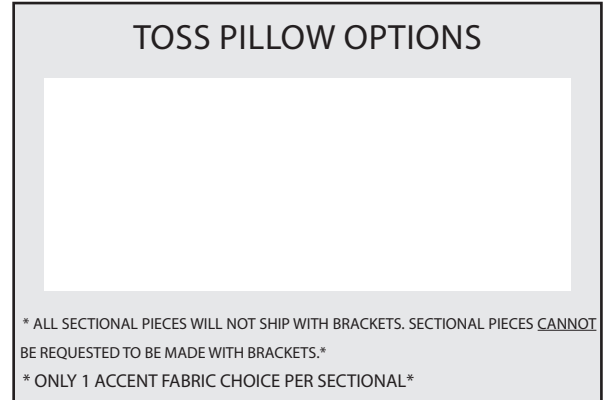 TOSS PILLOW OPTIONS
* ALL SECTIONAL PIECES WILL NOT SHIP WITH BRACKETS. SECTIONAL PIECES CANNOT
BE REQUESTED TO BE MADE WITH BRACKETS.*
* ONLY 1 ACCENT FABRIC CHOICE PER SECTIONAL*